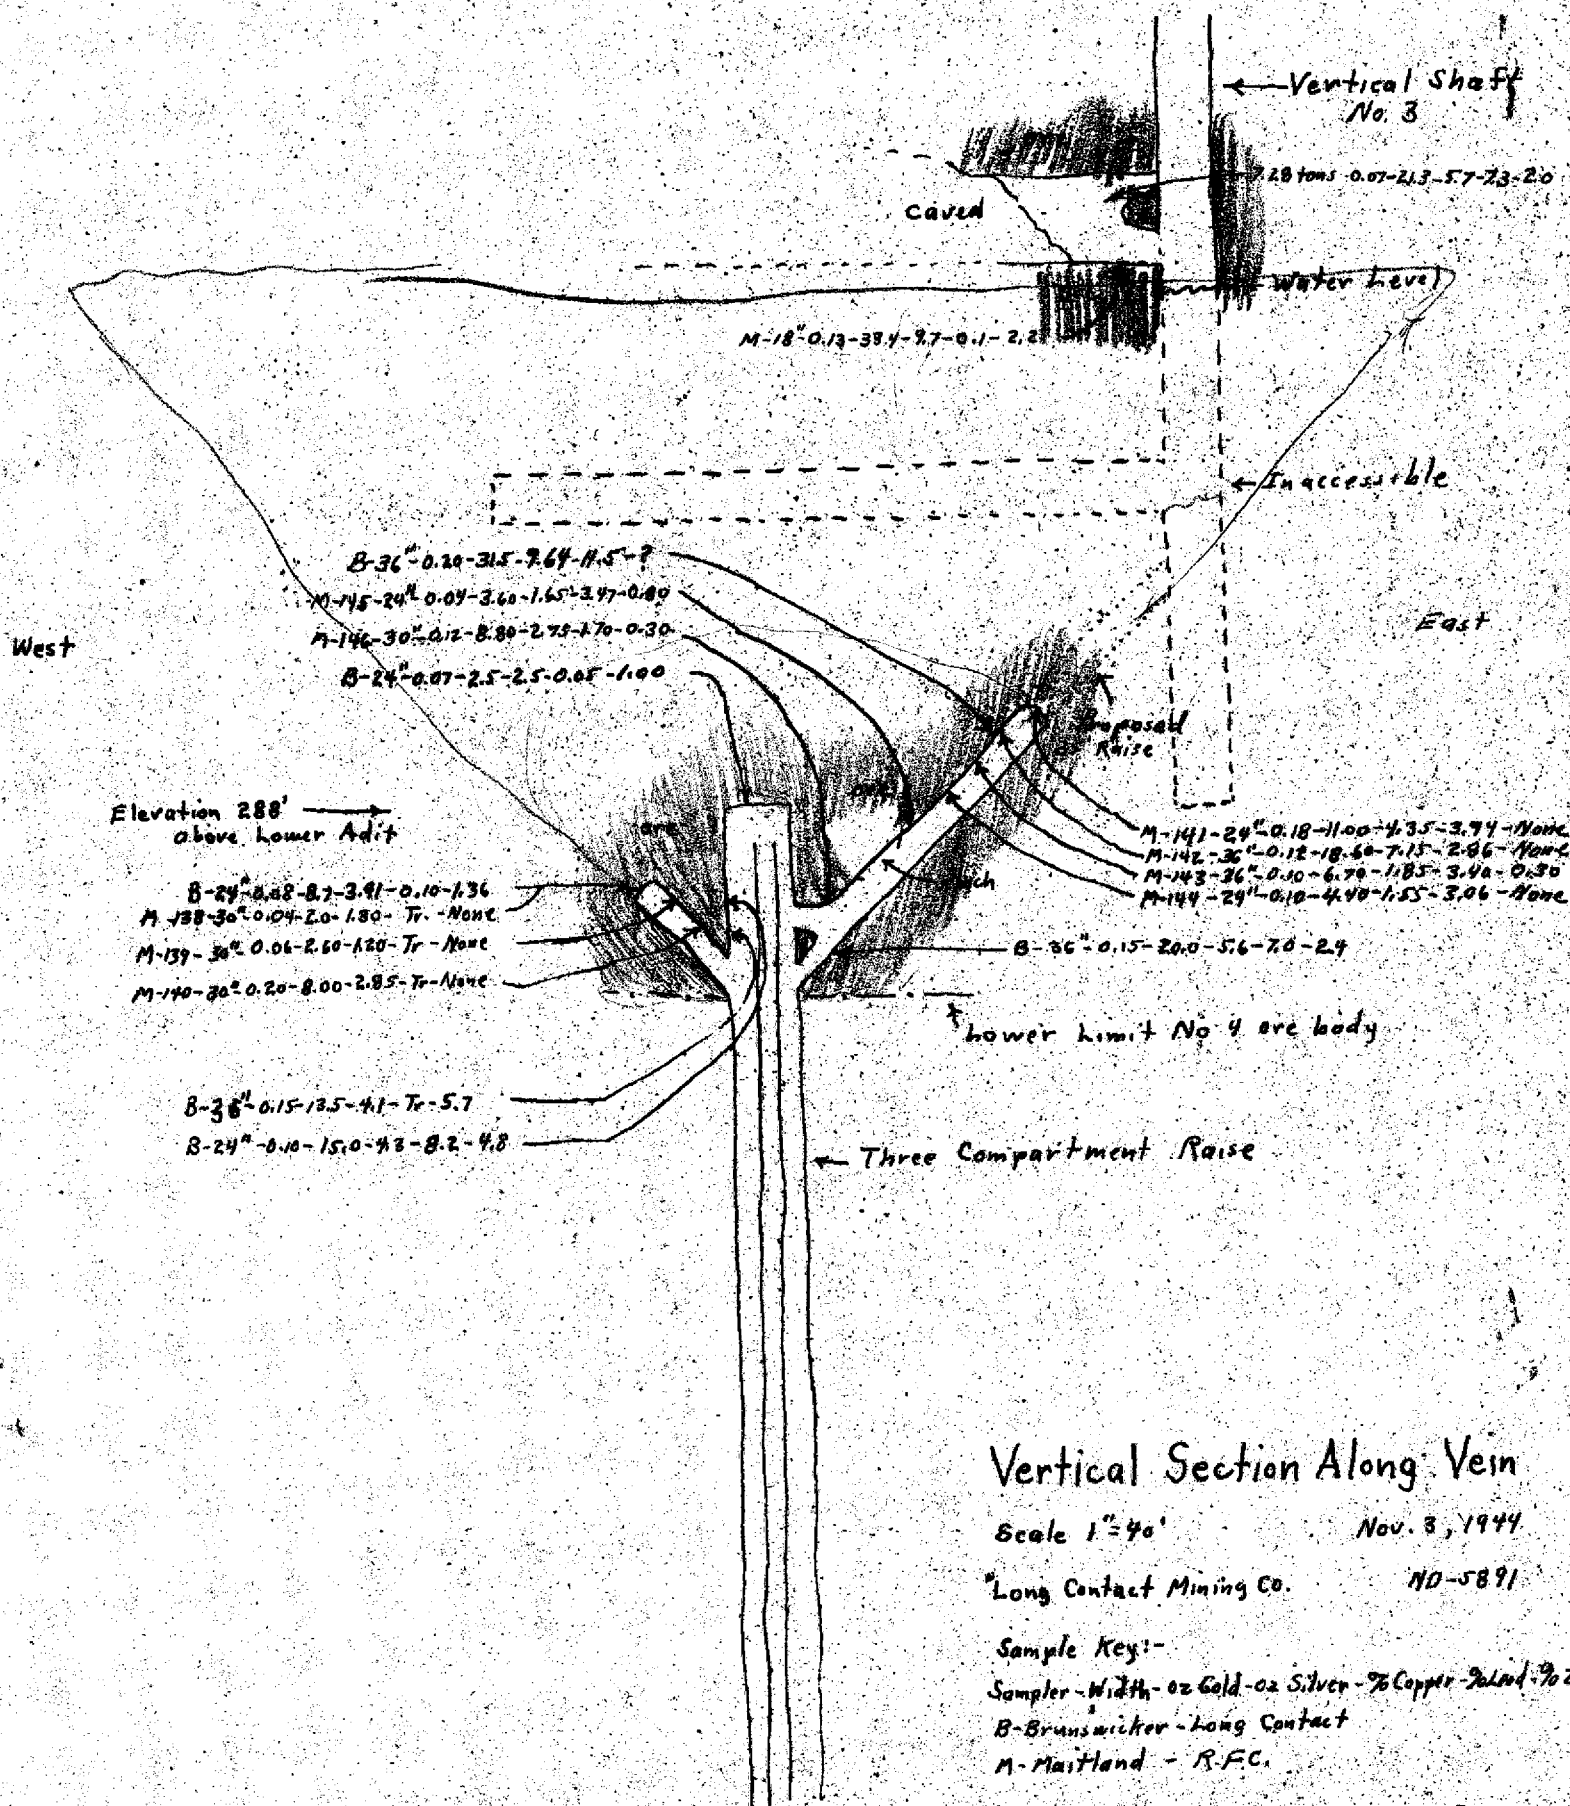 Vertical Shaft
No. 3
7.28 tons 0.07-21.3-5.7-7.3-2.0
Caved
Water Level
M-18"-0.13-38.4-9.7-0.1-2.2
Inaccessible
B-36"-0.20-31.5-9.64-11.5-?
M-145-24"-0.04-3.60-1.65-3.47-0.80
M-146-30"-0.12-8.80-2.75-1.70-0.30
B-24"-0.07-2.5-2.5-0.05-1.00
West
East
Proposed
Raise
Elevation 288'
above Lower Adit
ore
ore
M-141-24"-0.18-11.00-4.35-3.94-None
M-142-36"-0.12-18.60-7.15-2.86-None
M-143-36"-0.10-6.70-1.85-3.40-0.30
M-144-24"-0.10-4.40-1.55-3.06-None
B-24"-0.08-8.7-3.91-0.10-1.36
M-138-30"-0.04-2.0-1.80-Tr.-None
M-139-30"-0.06-2.60-1.20-Tr-None
M-140-30"-0.20-8.00-2.85-Tr-None
B-36"-0.15-20.0-5.6-7.0-2.4
Lower Limit No 4 ore body
B-36"-0.15-13.5-4.1-Tr-5.7
B-24"-0.10-15.0-4.3-8.2-4.8
Three Compartment Raise
Vertical Section Along Vein
Scale 1"=40' Nov. 3, 1944
"Long Contact Mining Co. ND-5891
Sample Key:-
Sampler-Width-oz Gold-oz Silver-%Copper-%Lead-%
B-Brunswicker-Long Contact
M-Maitland - R.F.C.